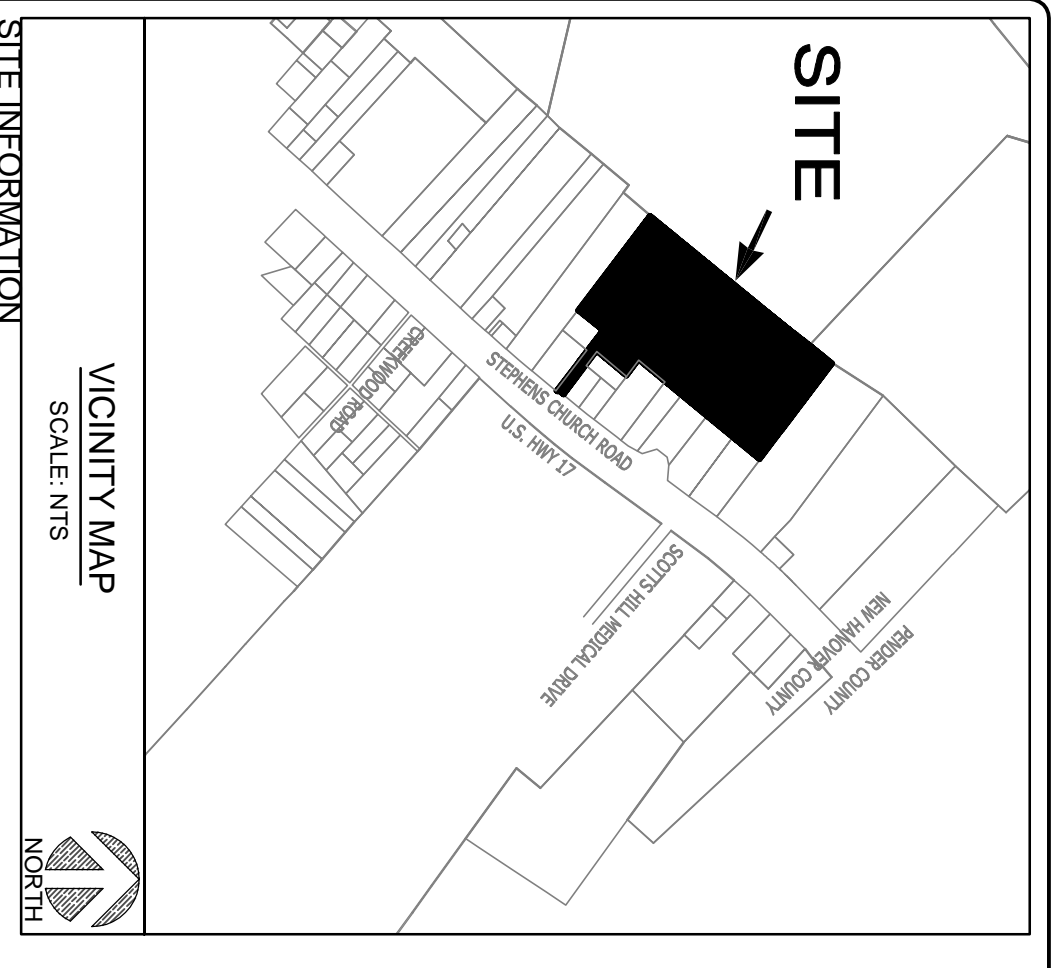 SITE
STEPHENS CHURCH ROAD
U.S. HWY 17
CREEKWOOD ROAD
SCOTTS HILL MEDICAL DRIVE
NEW HANOVER COUNTY
PENDER COUNTY
VICINITY MAP
SCALE: NTS
NORTH
SITE INFORMATION